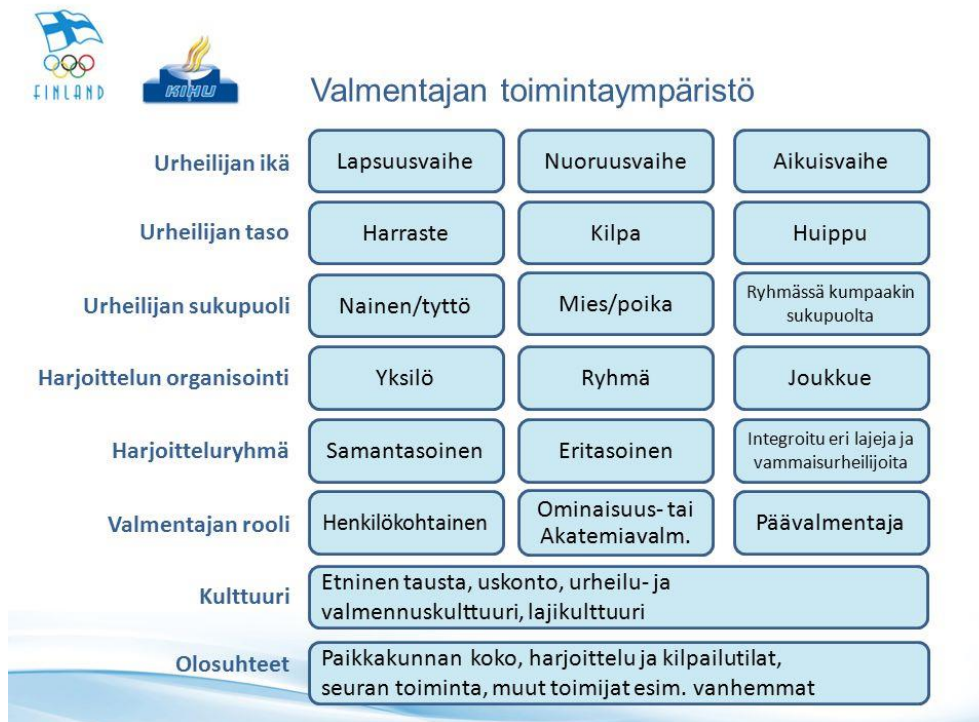 FINLAND
KIHU
Valmentajan toimintaympäristö
Urheilijan ikä
Lapsuusvaihe
Nuoruusvaihe
Aikuisvaihe
Urheilijan taso
Harraste
Kilpa
Huippu
Urheilijan sukupuoli
Nainen/tyttö
Mies/poika
Ryhmässä kumpaakin
sukupuolta
Harjoittelun organisointi
Yksilö
Ryhmä
Joukkue
Harjoitteluryhmä
Samantasoinen
Eritasoinen
Integroitu eri lajeja ja
vammaisurheilijoita
Valmentajan rooli
Henkilökohtainen
Ominaisuus- tai
Akatemiavalm.
Päävalmentaja
Kulttuuri
Etninen tausta, uskonto, urheilu- ja
valmennuskulttuuri, lajikulttuuri
Olosuhteet
Paikkakunnan koko, harjoittelu ja kilpailutilat,
seuran toiminta, muut toimijat esim. vanhemmat